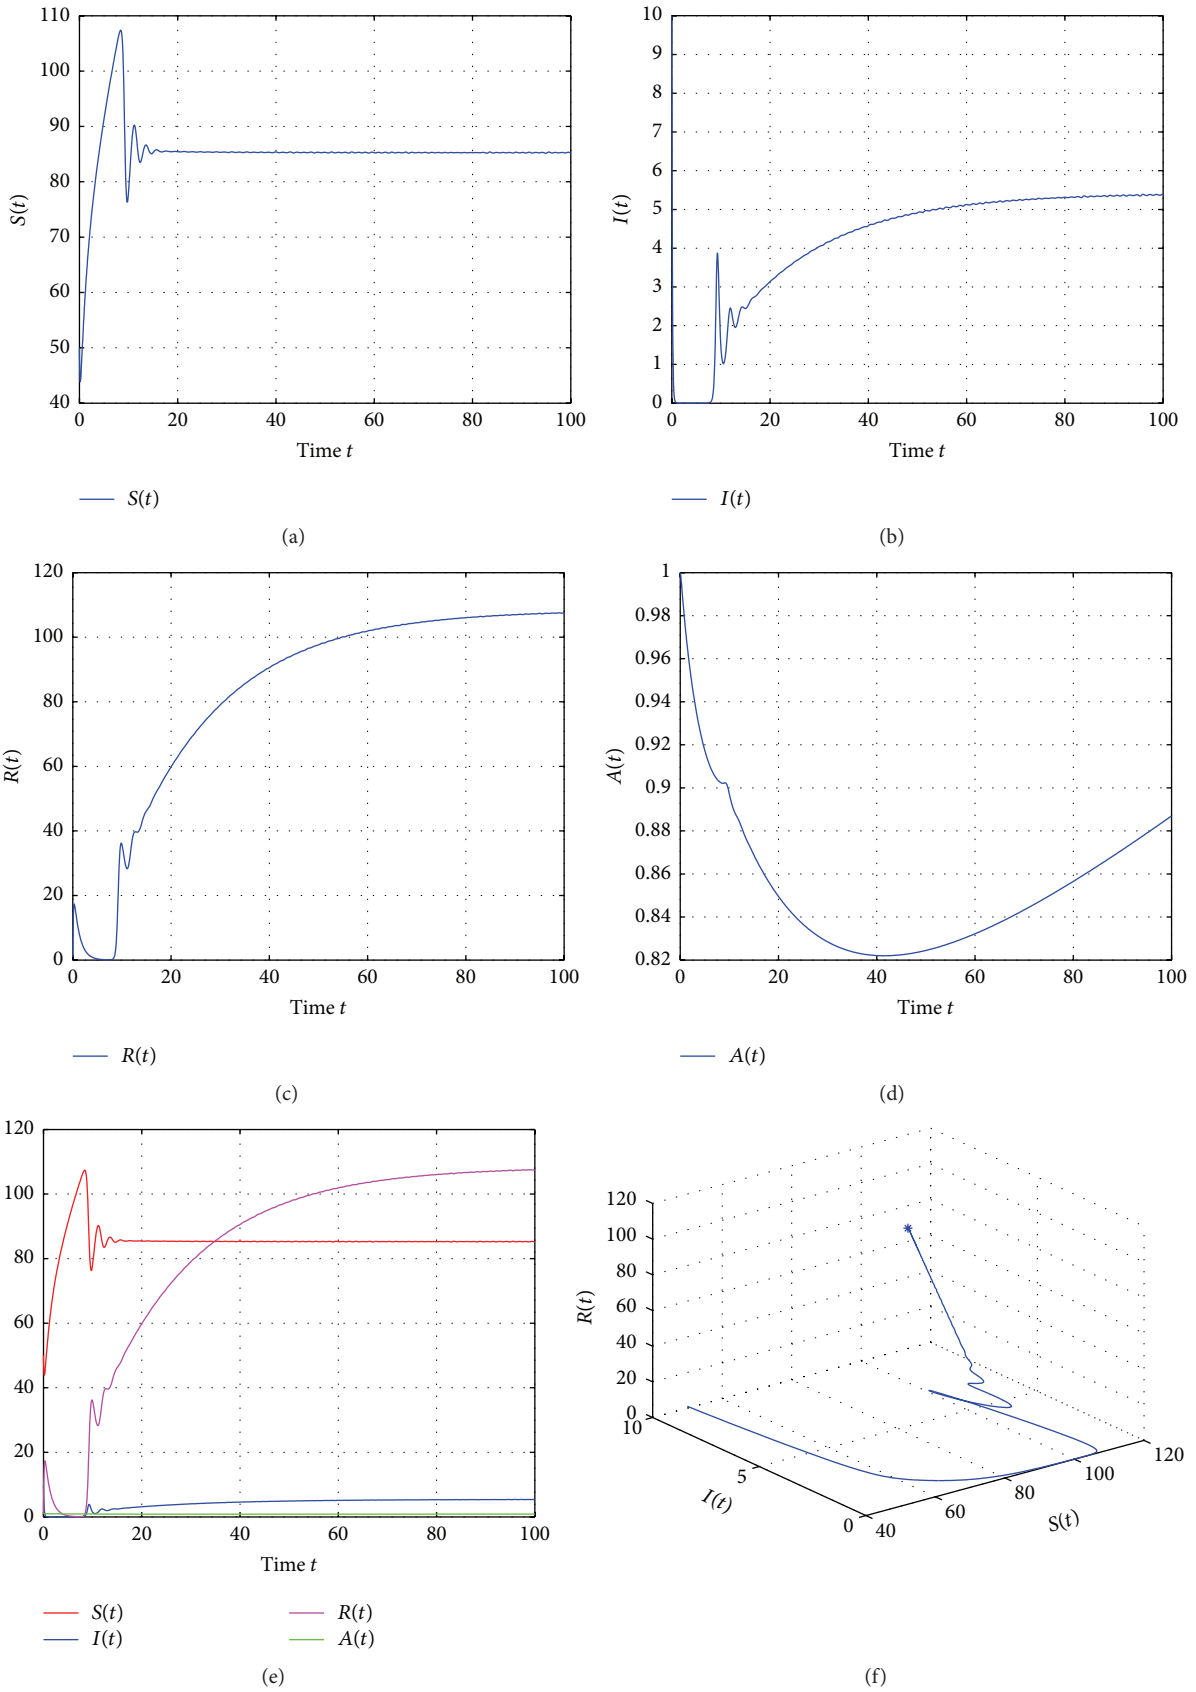 110
100
90
80
70
60
50
40
S(t)
0 20 40 60 80 100
Time t
S(t)
(a)
10
9
8
7
6
5
4
3
2
1
0
I(t)
0 20 40 60 80 100
Time t
I(t)
(b)
120
100
80
60
40
20
0
R(t)
0 20 40 60 80 100
Time t
R(t)
(c)
1
0.98
0.96
0.94
0.92
0.9
0.88
0.86
0.84
0.82
A(t)
0 20 40 60 80 100
Time t
A(t)
(d)
120
100
80
60
40
20
0
0 20 40 60 80 100
Time t
S(t) R(t)
I(t) A(t)
(e)
120
100
80
60
40
20
0
R(t)
10
5
0
I(t)
40
60
80
100
120
S(t)
(f)